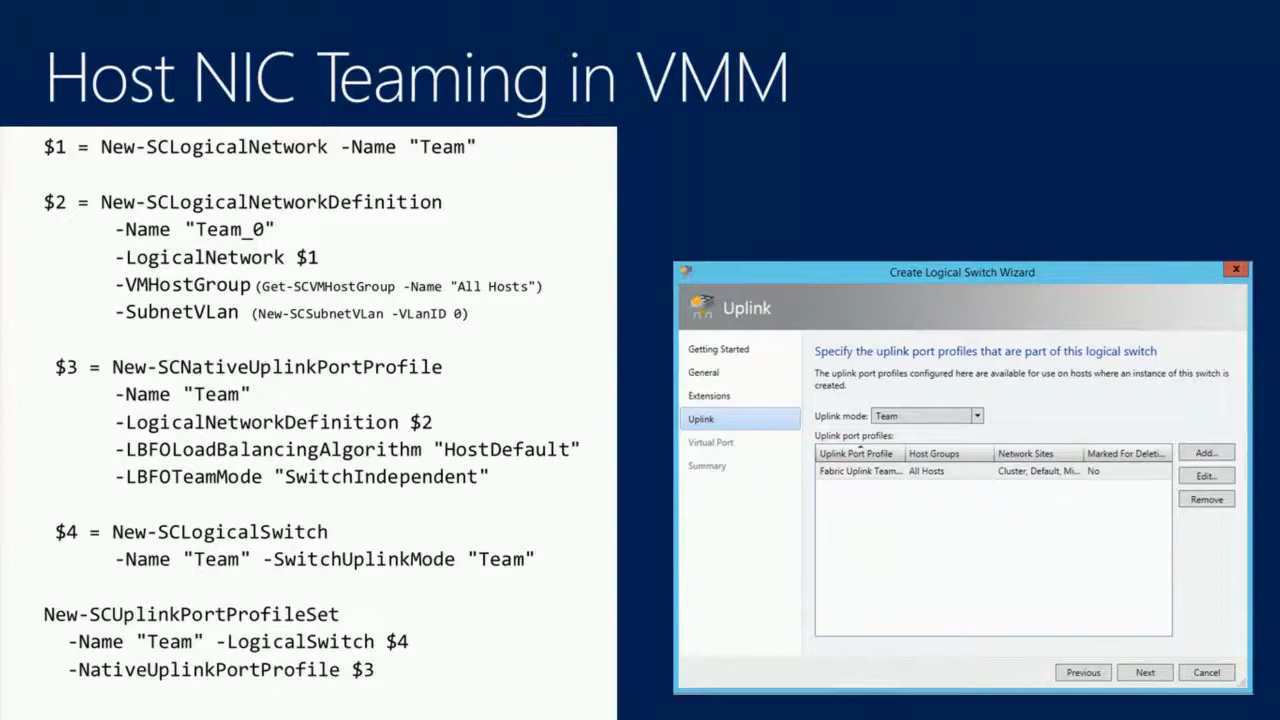 Host NIC Teaming in VMM
$1 = New-SCLogicalNetwork -Name "Team"
$2 = New-SCLogicalNetworkDefinition
-Name "Team_0"
-LogicalNetwork $1
-VMHostGroup (Get-SCVMHostGroup -Name "All Hosts")
-SubnetVLan (New-SCSubnetVLan -VLanID 0)
$3 = New-SCNativeUplinkPortProfile
-Name "Team"
-LogicalNetworkDefinition $2
-LBFOLoadBalancingAlgorithm "HostDefault"
-LBFOTeamMode "SwitchIndependent"
$4 = New-SCLogicalSwitch
-Name "Team" -SwitchUplinkMode "Team"
New-SCUplinkPortProfileSet
-Name "Team" -LogicalSwitch $4
-NativeUplinkPortProfile $3
Create Logical Switch Wizard
x
Uplink
Getting Started
General
Extensions
Uplink
Virtual Port
Summary
Specify the uplink port profiles that are part of this logical switch
The uplink port profiles configured here are available for use on hosts where an instance of this switch is
created.
Uplink mode: Team
Uplink port profiles:
Uplink Port Profile Host Groups Network Sites Marked For Deleti...
Fabric Uplink Team... All Hosts Cluster, Default, Mi... No
Add...
Edit...
Remove
Previous Next Cancel